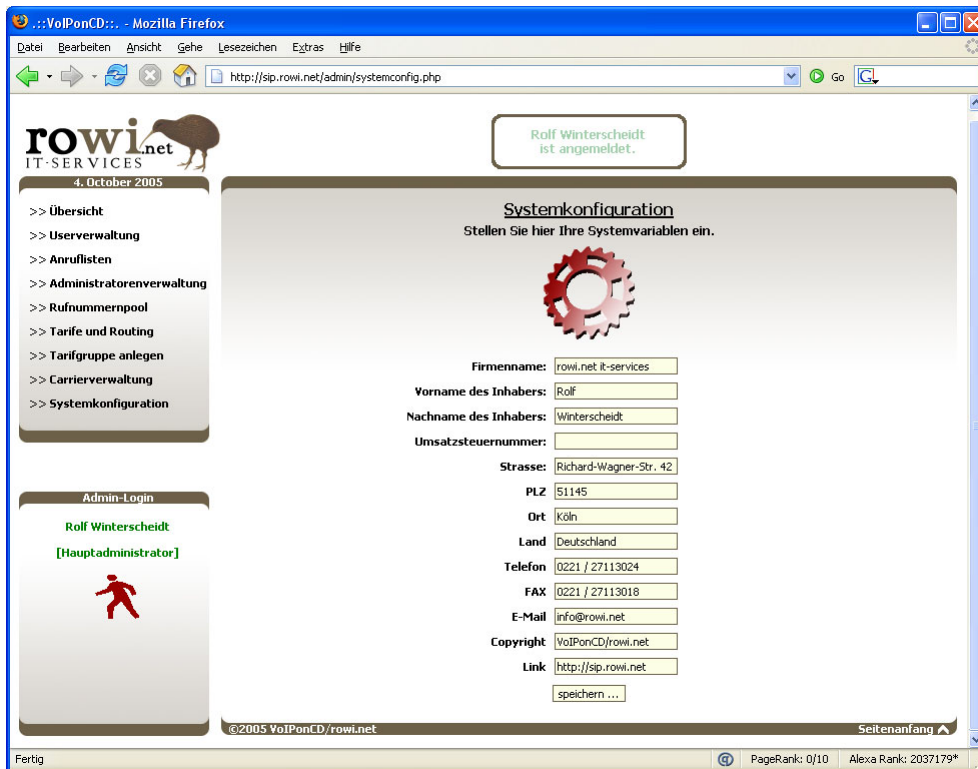 .::VoIPonCD::. - Mozilla Firefox
Datei Bearbeiten Ansicht Gehe Lesezeichen Extras Hilfe
http://sip.rowi.net/admin/systemconfig.php Go G
rowi.net
IT-SERVICES
Rolf Winterscheidt
ist angemeldet.
4. October 2005
>> Übersicht
>> Userverwaltung
>> Anruflisten
>> Administratorenverwaltung
>> Rufnummernpool
>> Tarife und Routing
>> Tarifgruppe anlegen
>> Carrierverwaltung
>> Systemkonfiguration
Admin-Login
Rolf Winterscheidt
[Hauptadministrator]
Systemkonfiguration
Stellen Sie hier Ihre Systemvariablen ein.
Firmenname: rowi.net it-services
Vorname des Inhabers: Rolf
Nachname des Inhabers: Winterscheidt
Umsatzsteuernummer:
Strasse: Richard-Wagner-Str. 42
PLZ 51145
Ort Köln
Land Deutschland
Telefon 0221 / 27113024
FAX 0221 / 27113018
E-Mail info@rowi.net
Copyright VoIPonCD/rowi.net
Link http://sip.rowi.net
speichern ...
©2005 VoIPonCD/rowi.net Seitenanfang
Fertig @ PageRank: 0/10 Alexa Rank: 2037179*